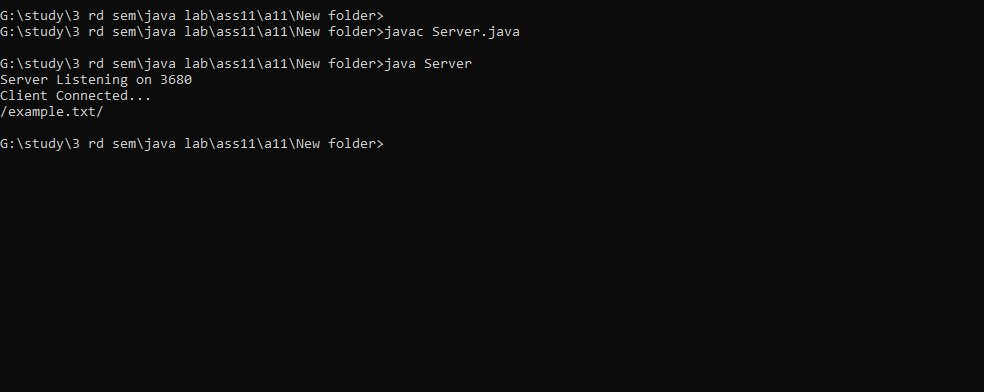 G:\study\3 rd sem\java lab\ass11\a11\New folder>
G:\study\3 rd sem\java lab\ass11\a11\New folder>javac Server.java
G:\study\3 rd sem\java lab\ass11\a11\New folder>java Server
Server Listening on 3680
Client Connected...
/example.txt/
G:\study\3 rd sem\java lab\ass11\a11\New folder>